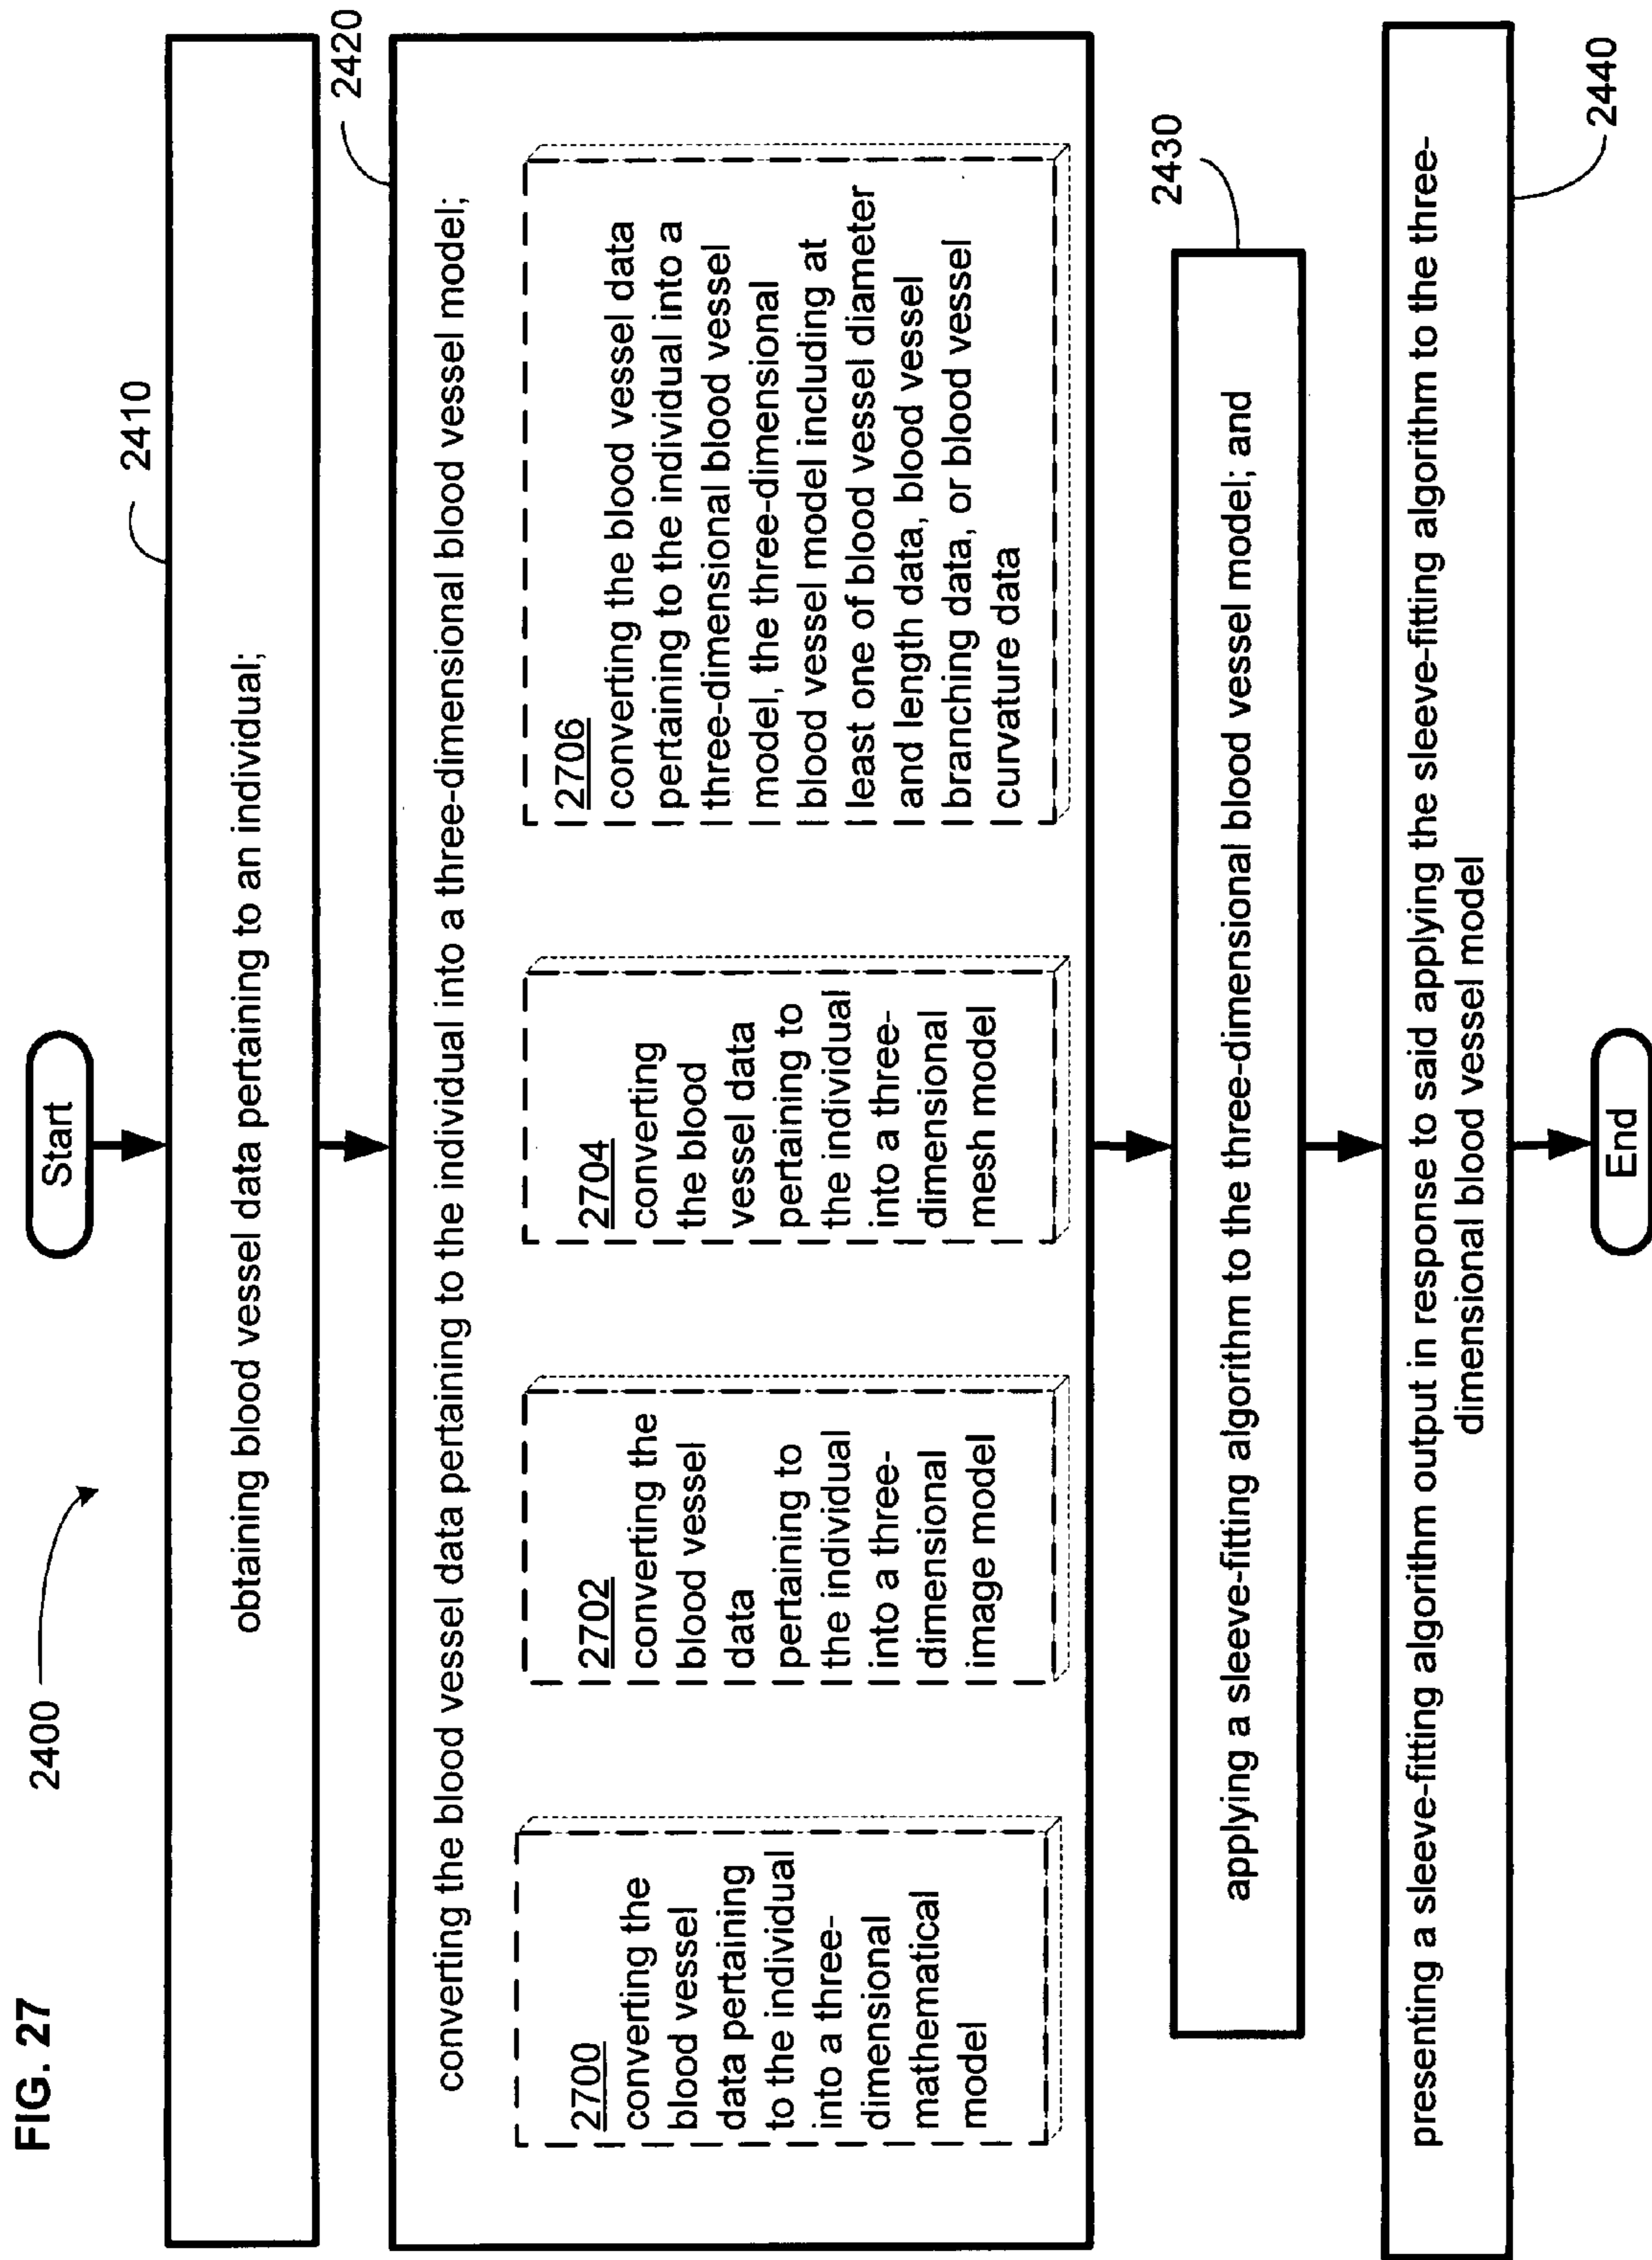 FIG. 27
2400
Start
2410
obtaining blood vessel data pertaining to an individual;
2420
converting the blood vessel data pertaining to the individual into a three-dimensional blood vessel model;
2700
converting the
blood vessel
data pertaining
to the individual
into a three-
dimensional
mathematical
model
2702
converting the
blood vessel
data
pertaining to
the individual
into a three-
dimensional
image model
2704
converting
the blood
vessel data
pertaining to
the individual
into a three-
dimensional
mesh model
2706
converting the blood vessel data
pertaining to the individual into a
three-dimensional blood vessel
model, the three-dimensional
blood vessel model including at
least one of blood vessel diameter
and length data, blood vessel
branching data, or blood vessel
curvature data
2430
applying a sleeve-fitting algorithm to the three-dimensional blood vessel model; and
2440
presenting a sleeve-fitting algorithm output in response to said applying the sleeve-fitting algorithm to the three-
dimensional blood vessel model
End